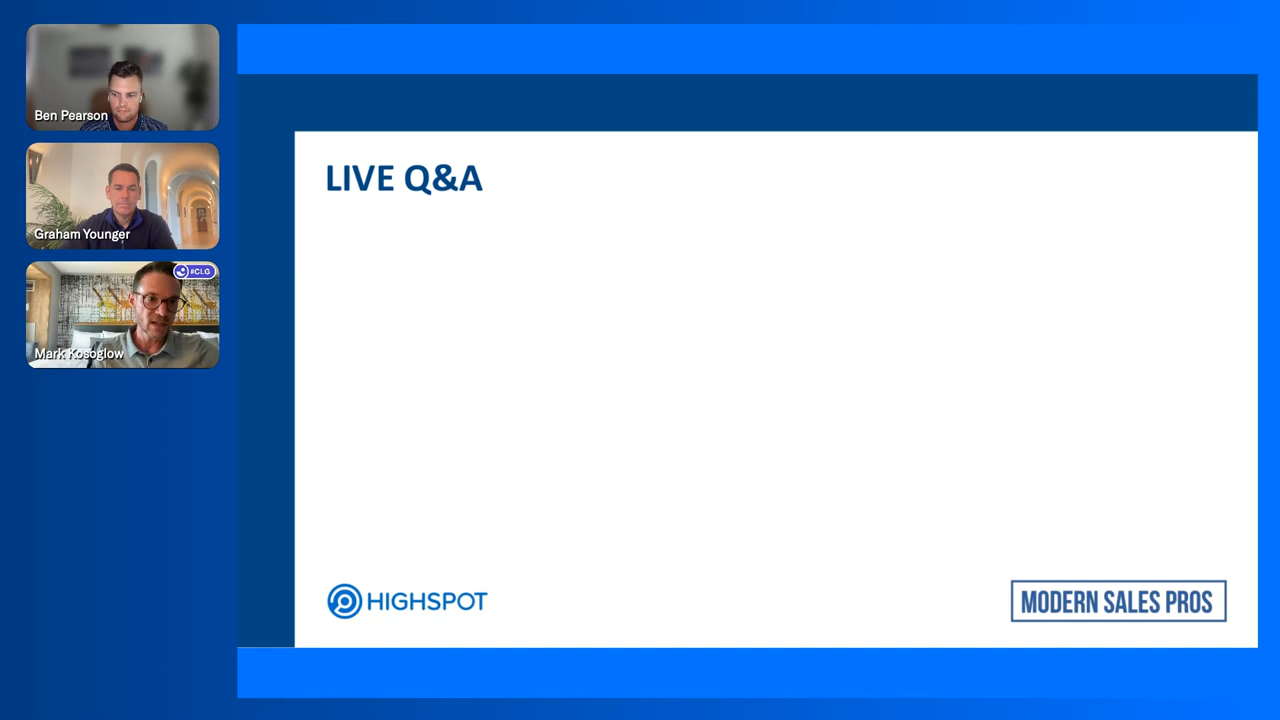 Ben Pearson
Graham Younger
#CLG
Mark Kosoglow
LIVE Q&A
HIGHSPOT
MODERN SALES PROS